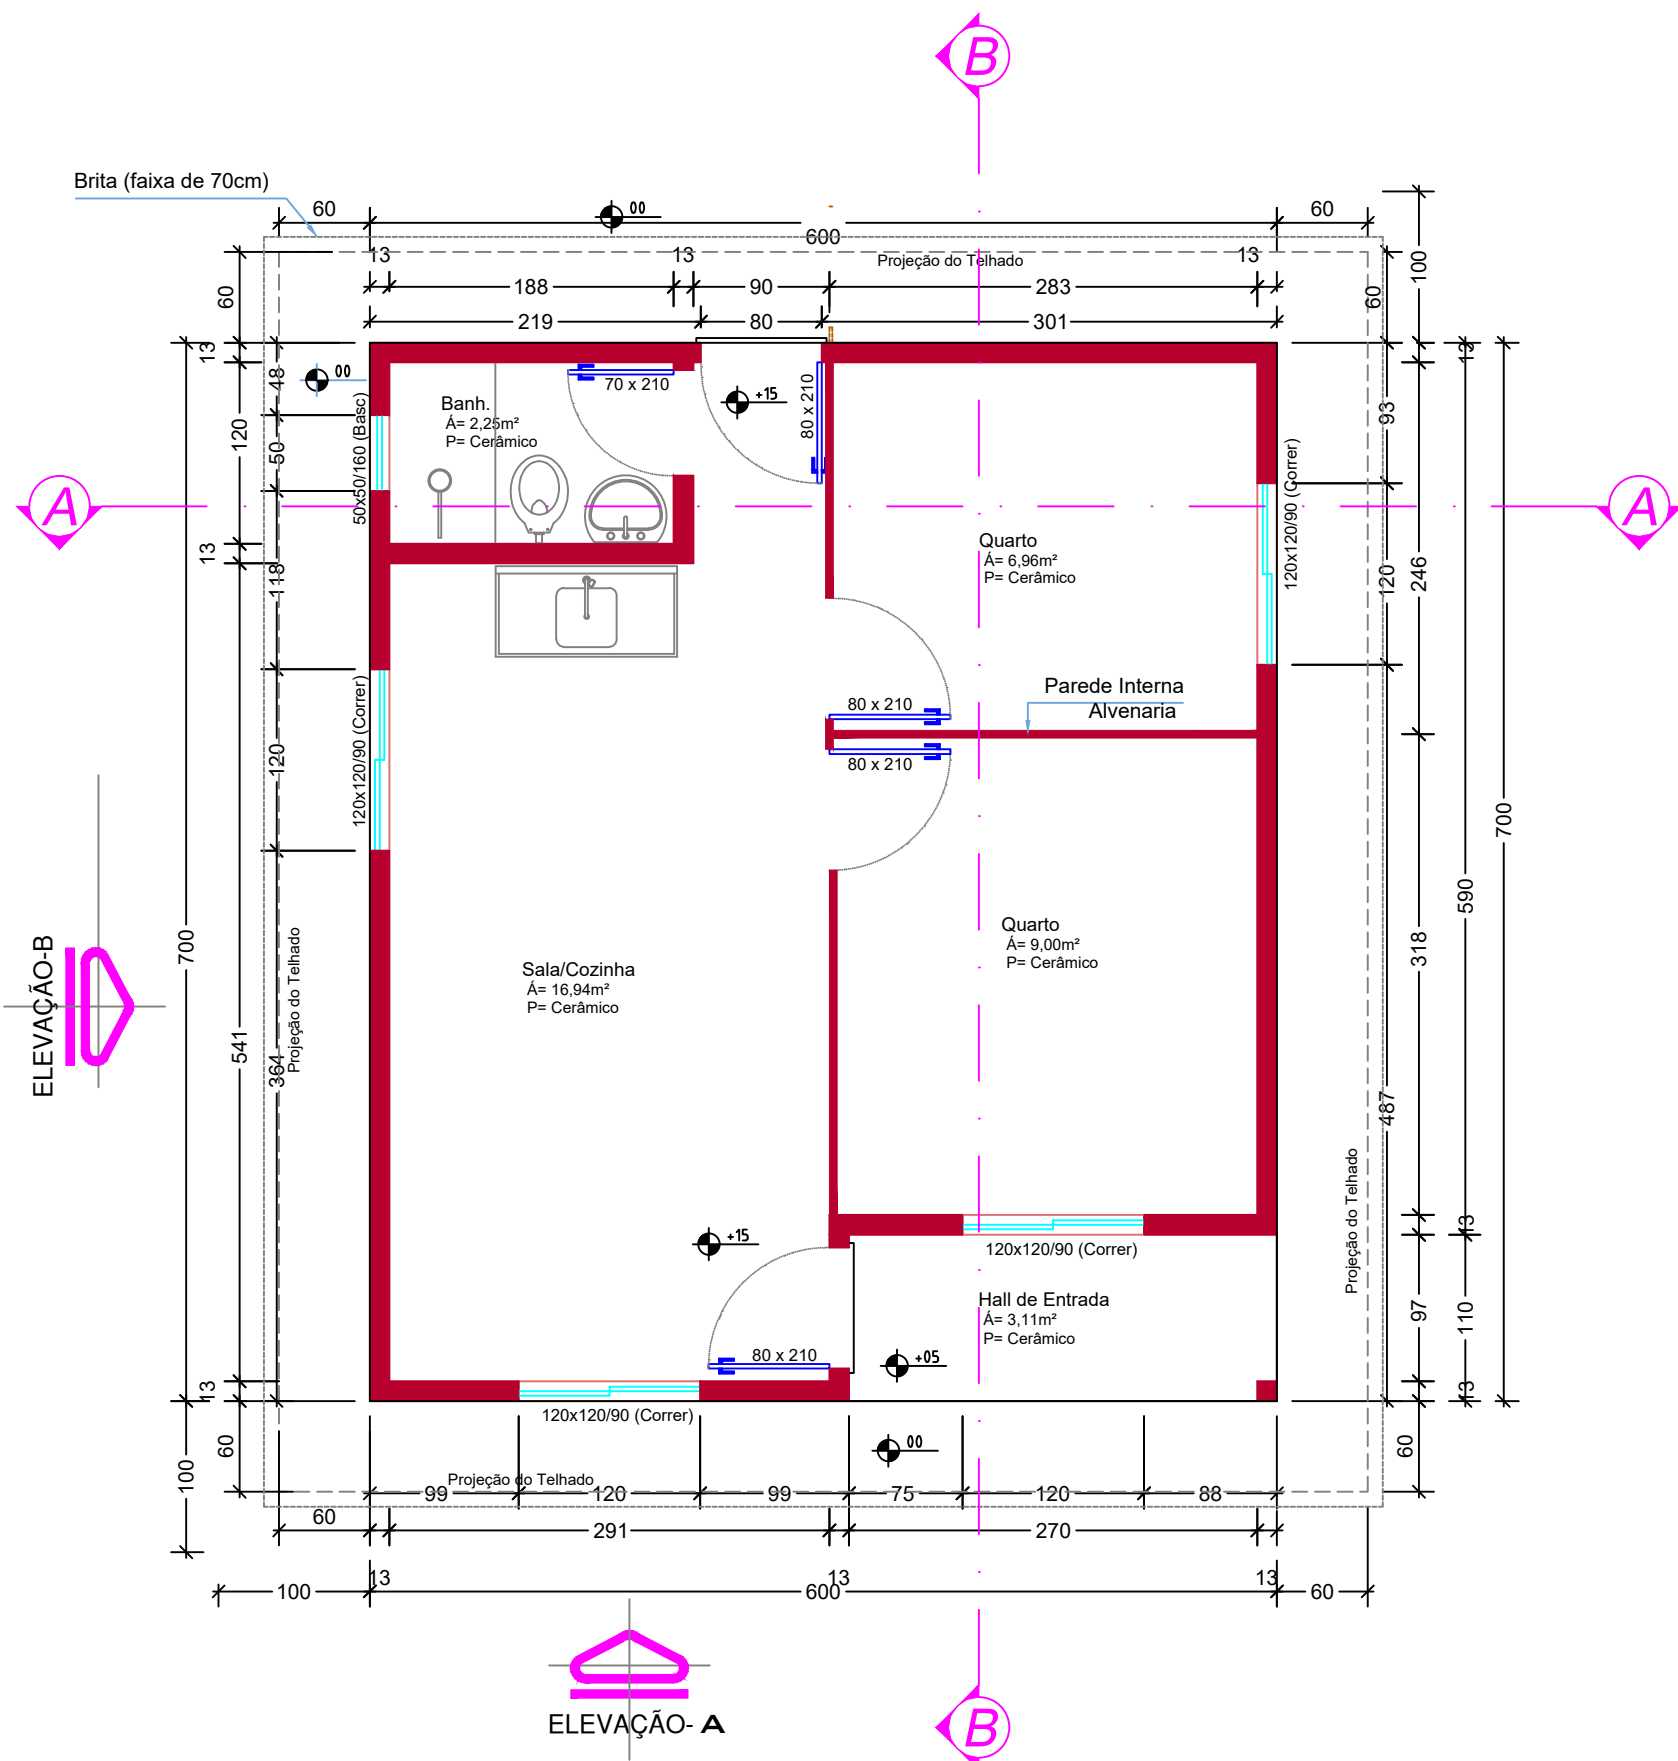 B
Brita (faixa de 70cm)
60
00
600
60
13
13
13
Projeção do Telhado
188
90
283
219
80
301
60
100
60
13
48
00
120
50
118
13
50x50/160 (Basc)
70 x 210
Banh.
Á= 2,25m²
P= Cerâmico
+15
80 x 210
13
93
120x120/90 (Correr)
A
A
Quarto
Á= 6,96m²
P= Cerâmico
120
246
80 x 210
Parede Interna
Alvenaria
80 x 210
120x120/90 (Correr)
120
700
700
590
318
487
541
364
ELEVAÇÃO-B
Projeção do Telhado
Sala/Cozinha
Á= 16,94m²
P= Cerâmico
Quarto
Á= 9,00m²
P= Cerâmico
Projeção do Telhado
+15
120x120/90 (Correr)
13
Hall de Entrada
Á= 3,11m²
P= Cerâmico
97
110
80 x 210
+05
13
13
120x120/90 (Correr)
00
60
100
60
Projeção do Telhado
99
120
99
75
120
88
60
291
270
13
13
13
100
600
60
ELEVAÇÃO- A
B